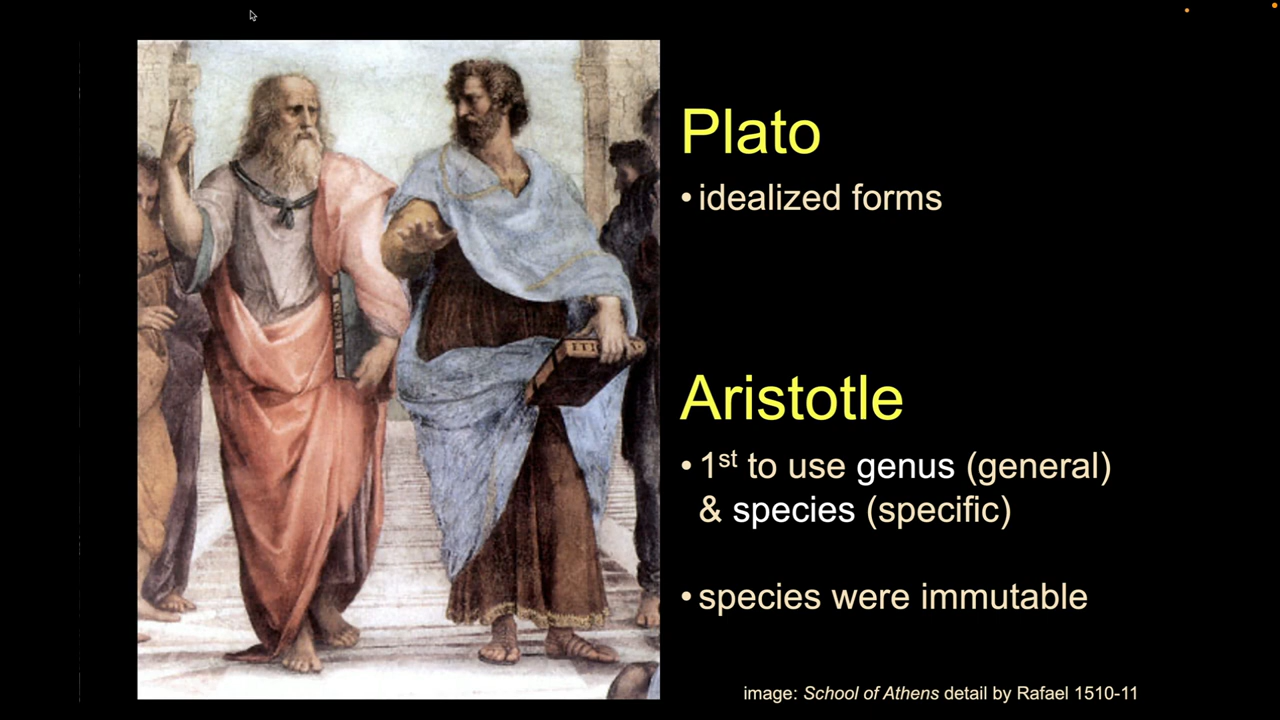 Plato
•idealized forms
Aristotle
•1st to use genus (general)
& species (specific)
•species were immutable
image: School of Athens detail by Rafael 1510-11